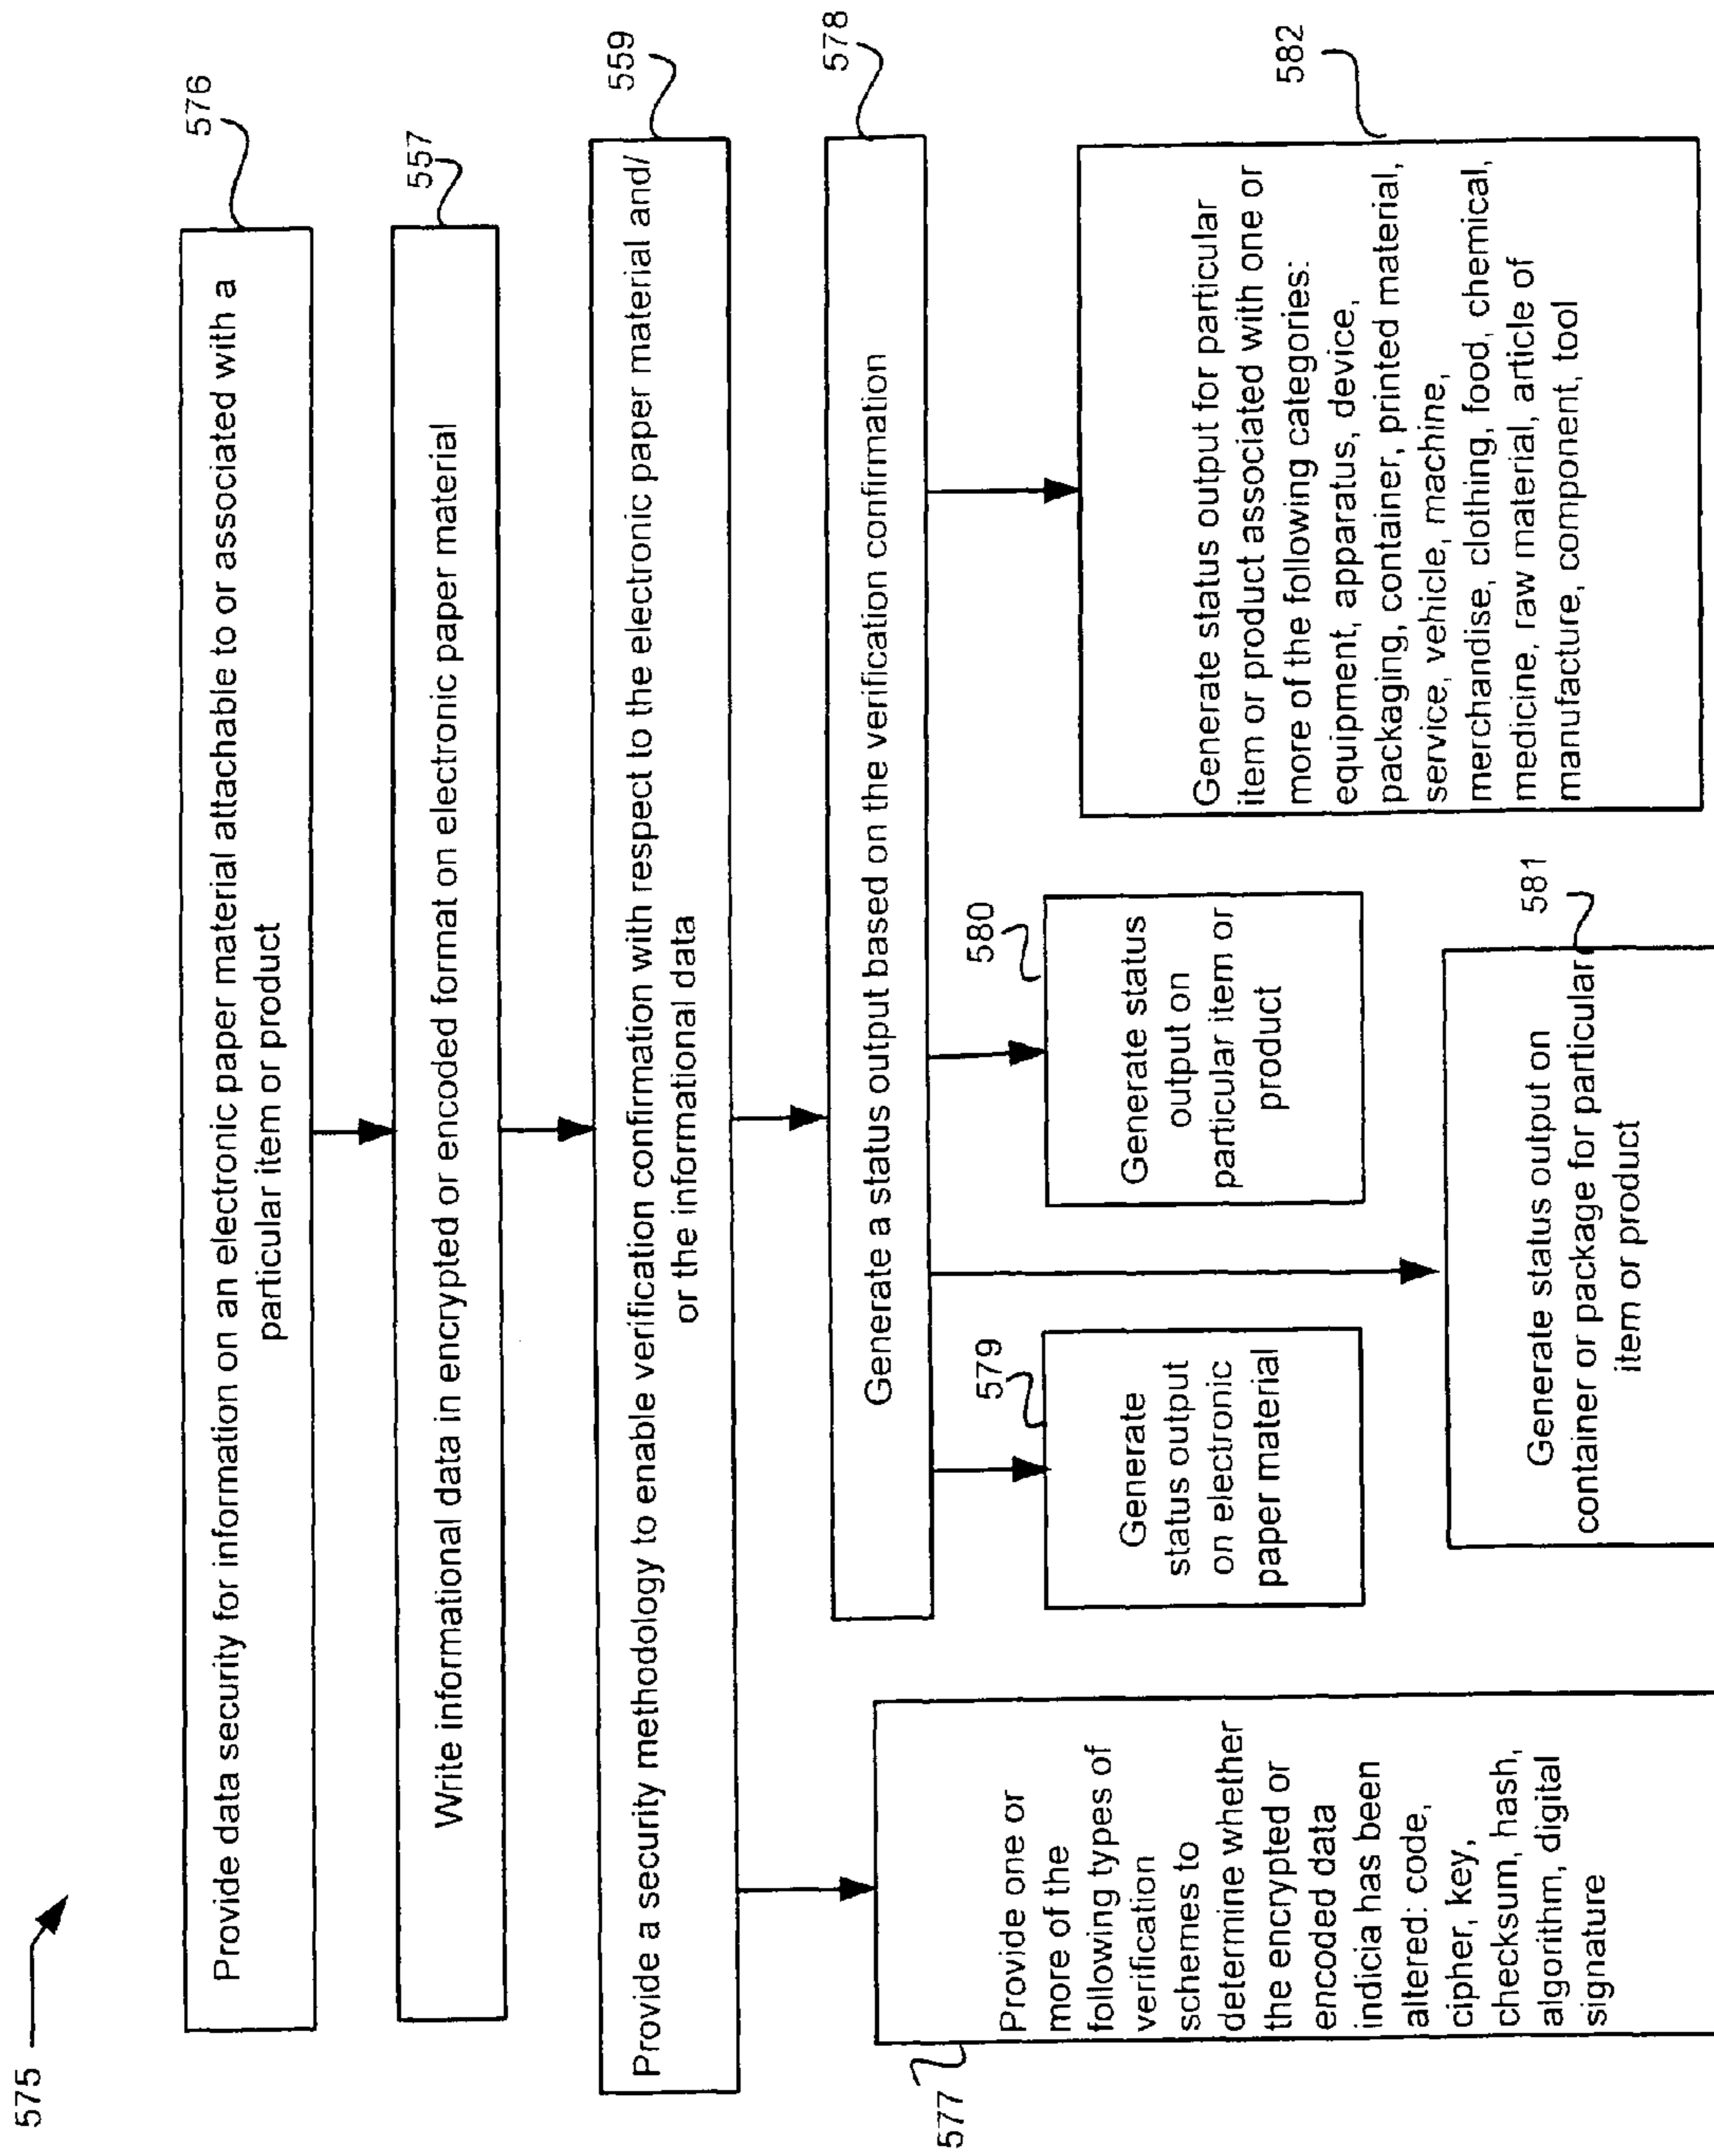 575
576
Provide data security for information on an electronic paper material attachable to or associated with a
particular item or product
557
Write informational data in encrypted or encoded format on electronic paper material
559
Provide a security methodology to enable verification confirmation with respect to the electronic paper material and/
or the informational data
578
Generate a status output based on the verification confirmation
577
Provide one or
more of the
following types of
verification
schemes to
determine whether
the encrypted or
encoded data
indicia has been
altered: code,
cipher, key,
checksum, hash,
algorithm, digital
signature
579
Generate
status output
on electronic
paper material
580
Generate status
output on
particular item or
product
581
Generate status output on
container or package for particular
item or product
582
Generate status output for particular
item or product associated with one or
more of the following categories:
equipment, apparatus, device,
packaging, container, printed material,
service, vehicle, machine,
merchandise, clothing, food, chemical,
medicine, raw material, article of
manufacture, component, tool